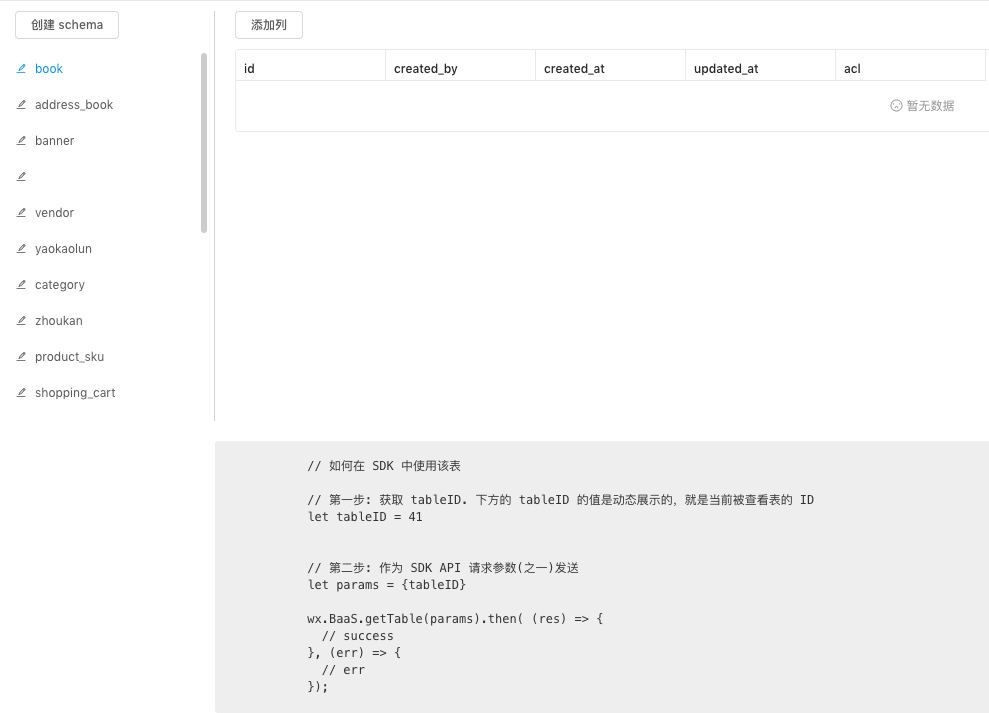 创建 schema
book
address_book
banner
vendor
yaokaolun
category
zhoukan
product_sku
shopping_cart
添加列
id created_by created_at updated_at acl
暂无数据
// 如何在 SDK 中使用该表
// 第一步: 获取 tableID. 下方的 tableID 的值是动态展示的, 就是当前被查看表的 ID
let tableID = 41
// 第二步: 作为 SDK API 请求参数(之一)发送
let params = {tableID}
wx.BaaS.getTable(params).then( (res) => {
// success
}, (err) => {
// err
});